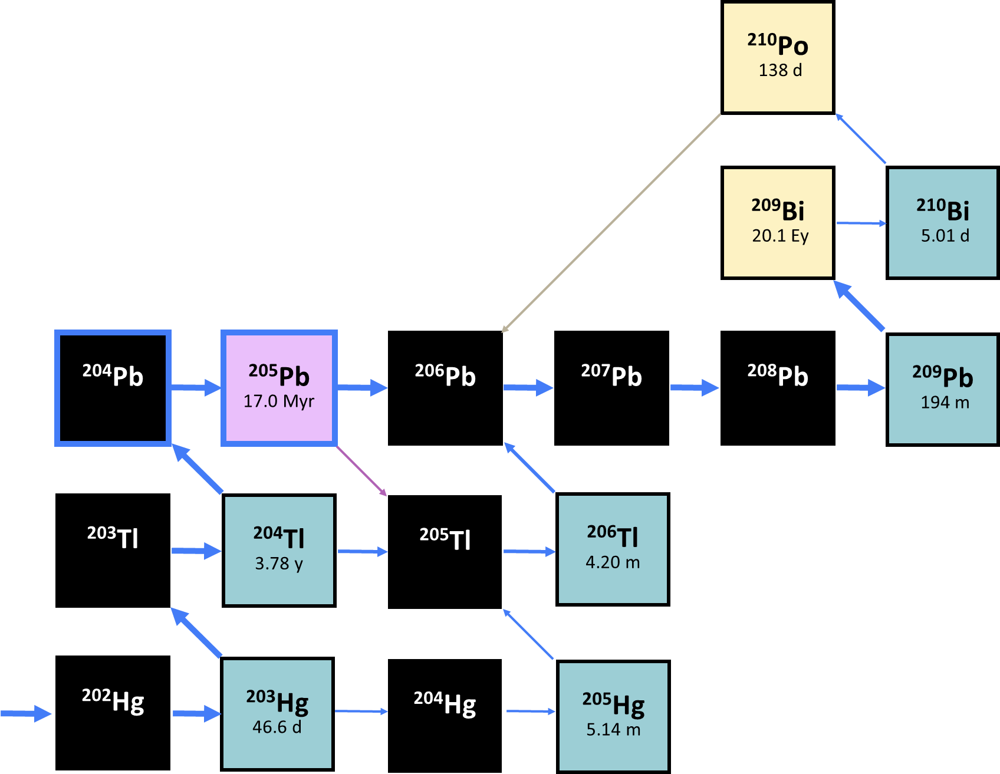 ²¹⁰Po
138 d
²⁰⁹Bi
20.1 Ey
²¹⁰Bi
5.01 d
²⁰⁴Pb
²⁰⁵Pb
17.0 Myr
²⁰⁶Pb
²⁰⁷Pb
²⁰⁸Pb
²⁰⁹Pb
194 m
²⁰³Tl
²⁰⁴Tl
3.78 y
²⁰⁵Tl
²⁰⁶Tl
4.20 m
²⁰²Hg
²⁰³Hg
46.6 d
²⁰⁴Hg
²⁰⁵Hg
5.14 m